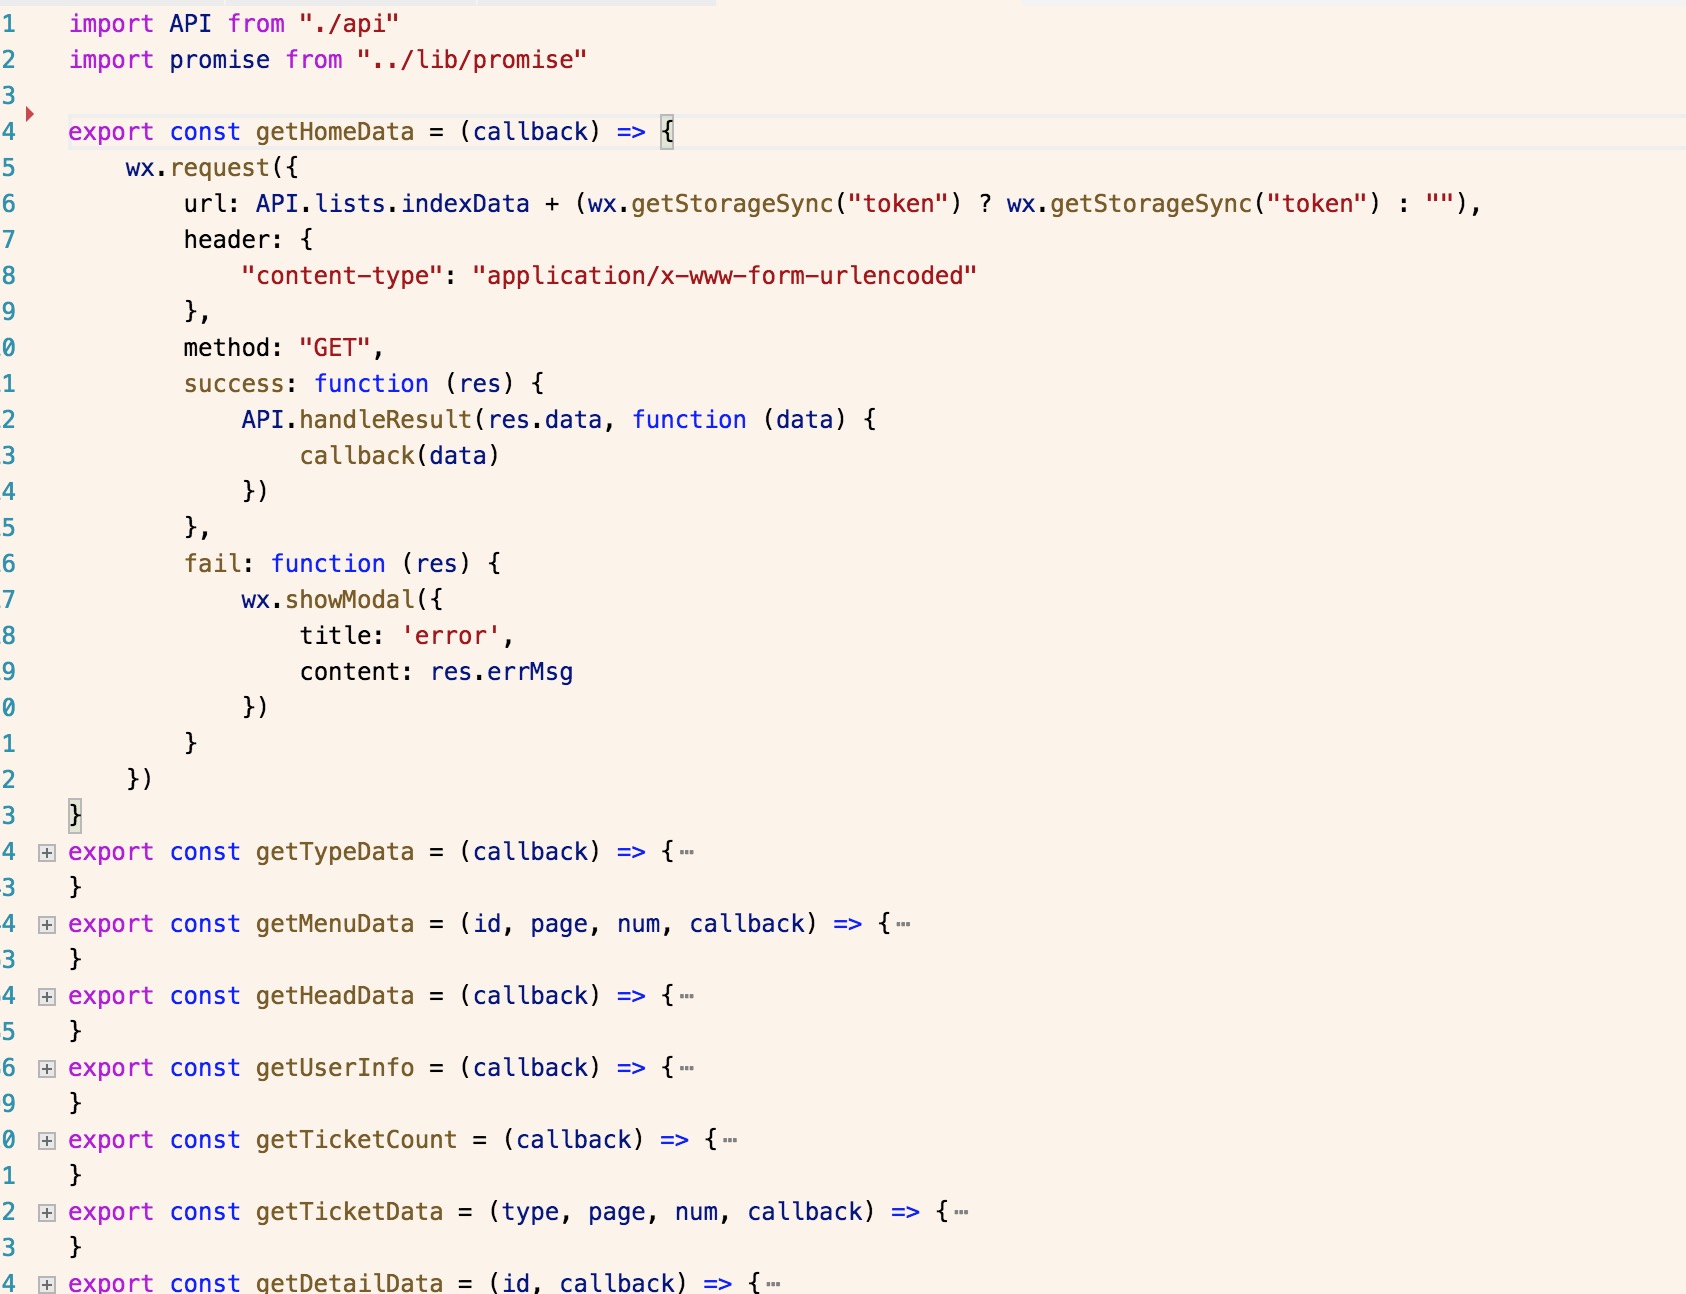 1 import API from "./api"
2 import promise from "../lib/promise"
3
4 export const getHomeData = (callback) => {
5     wx.request({
6         url: API.lists.indexData + (wx.getStorageSync("token") ? wx.getStorageSync("token") : ""),
7         header: {
8             "content-type": "application/x-www-form-urlencoded"
9         },
0         method: "GET",
1         success: function (res) {
2             API.handleResult(res.data, function (data) {
3                 callback(data)
4             })
5         },
6         fail: function (res) {
7             wx.showModal({
8                 title: 'error',
9                 content: res.errMsg
0             })
1         }
2     })
3 }
4 export const getTypeData = (callback) => {…
3 }
4 export const getMenuData = (id, page, num, callback) => {…
3 }
4 export const getHeadData = (callback) => {…
5 }
6 export const getUserInfo = (callback) => {…
9 }
0 export const getTicketCount = (callback) => {…
1 }
2 export const getTicketData = (type, page, num, callback) => {…
3 }
4 export const getDetailData = (id, callback) => {…